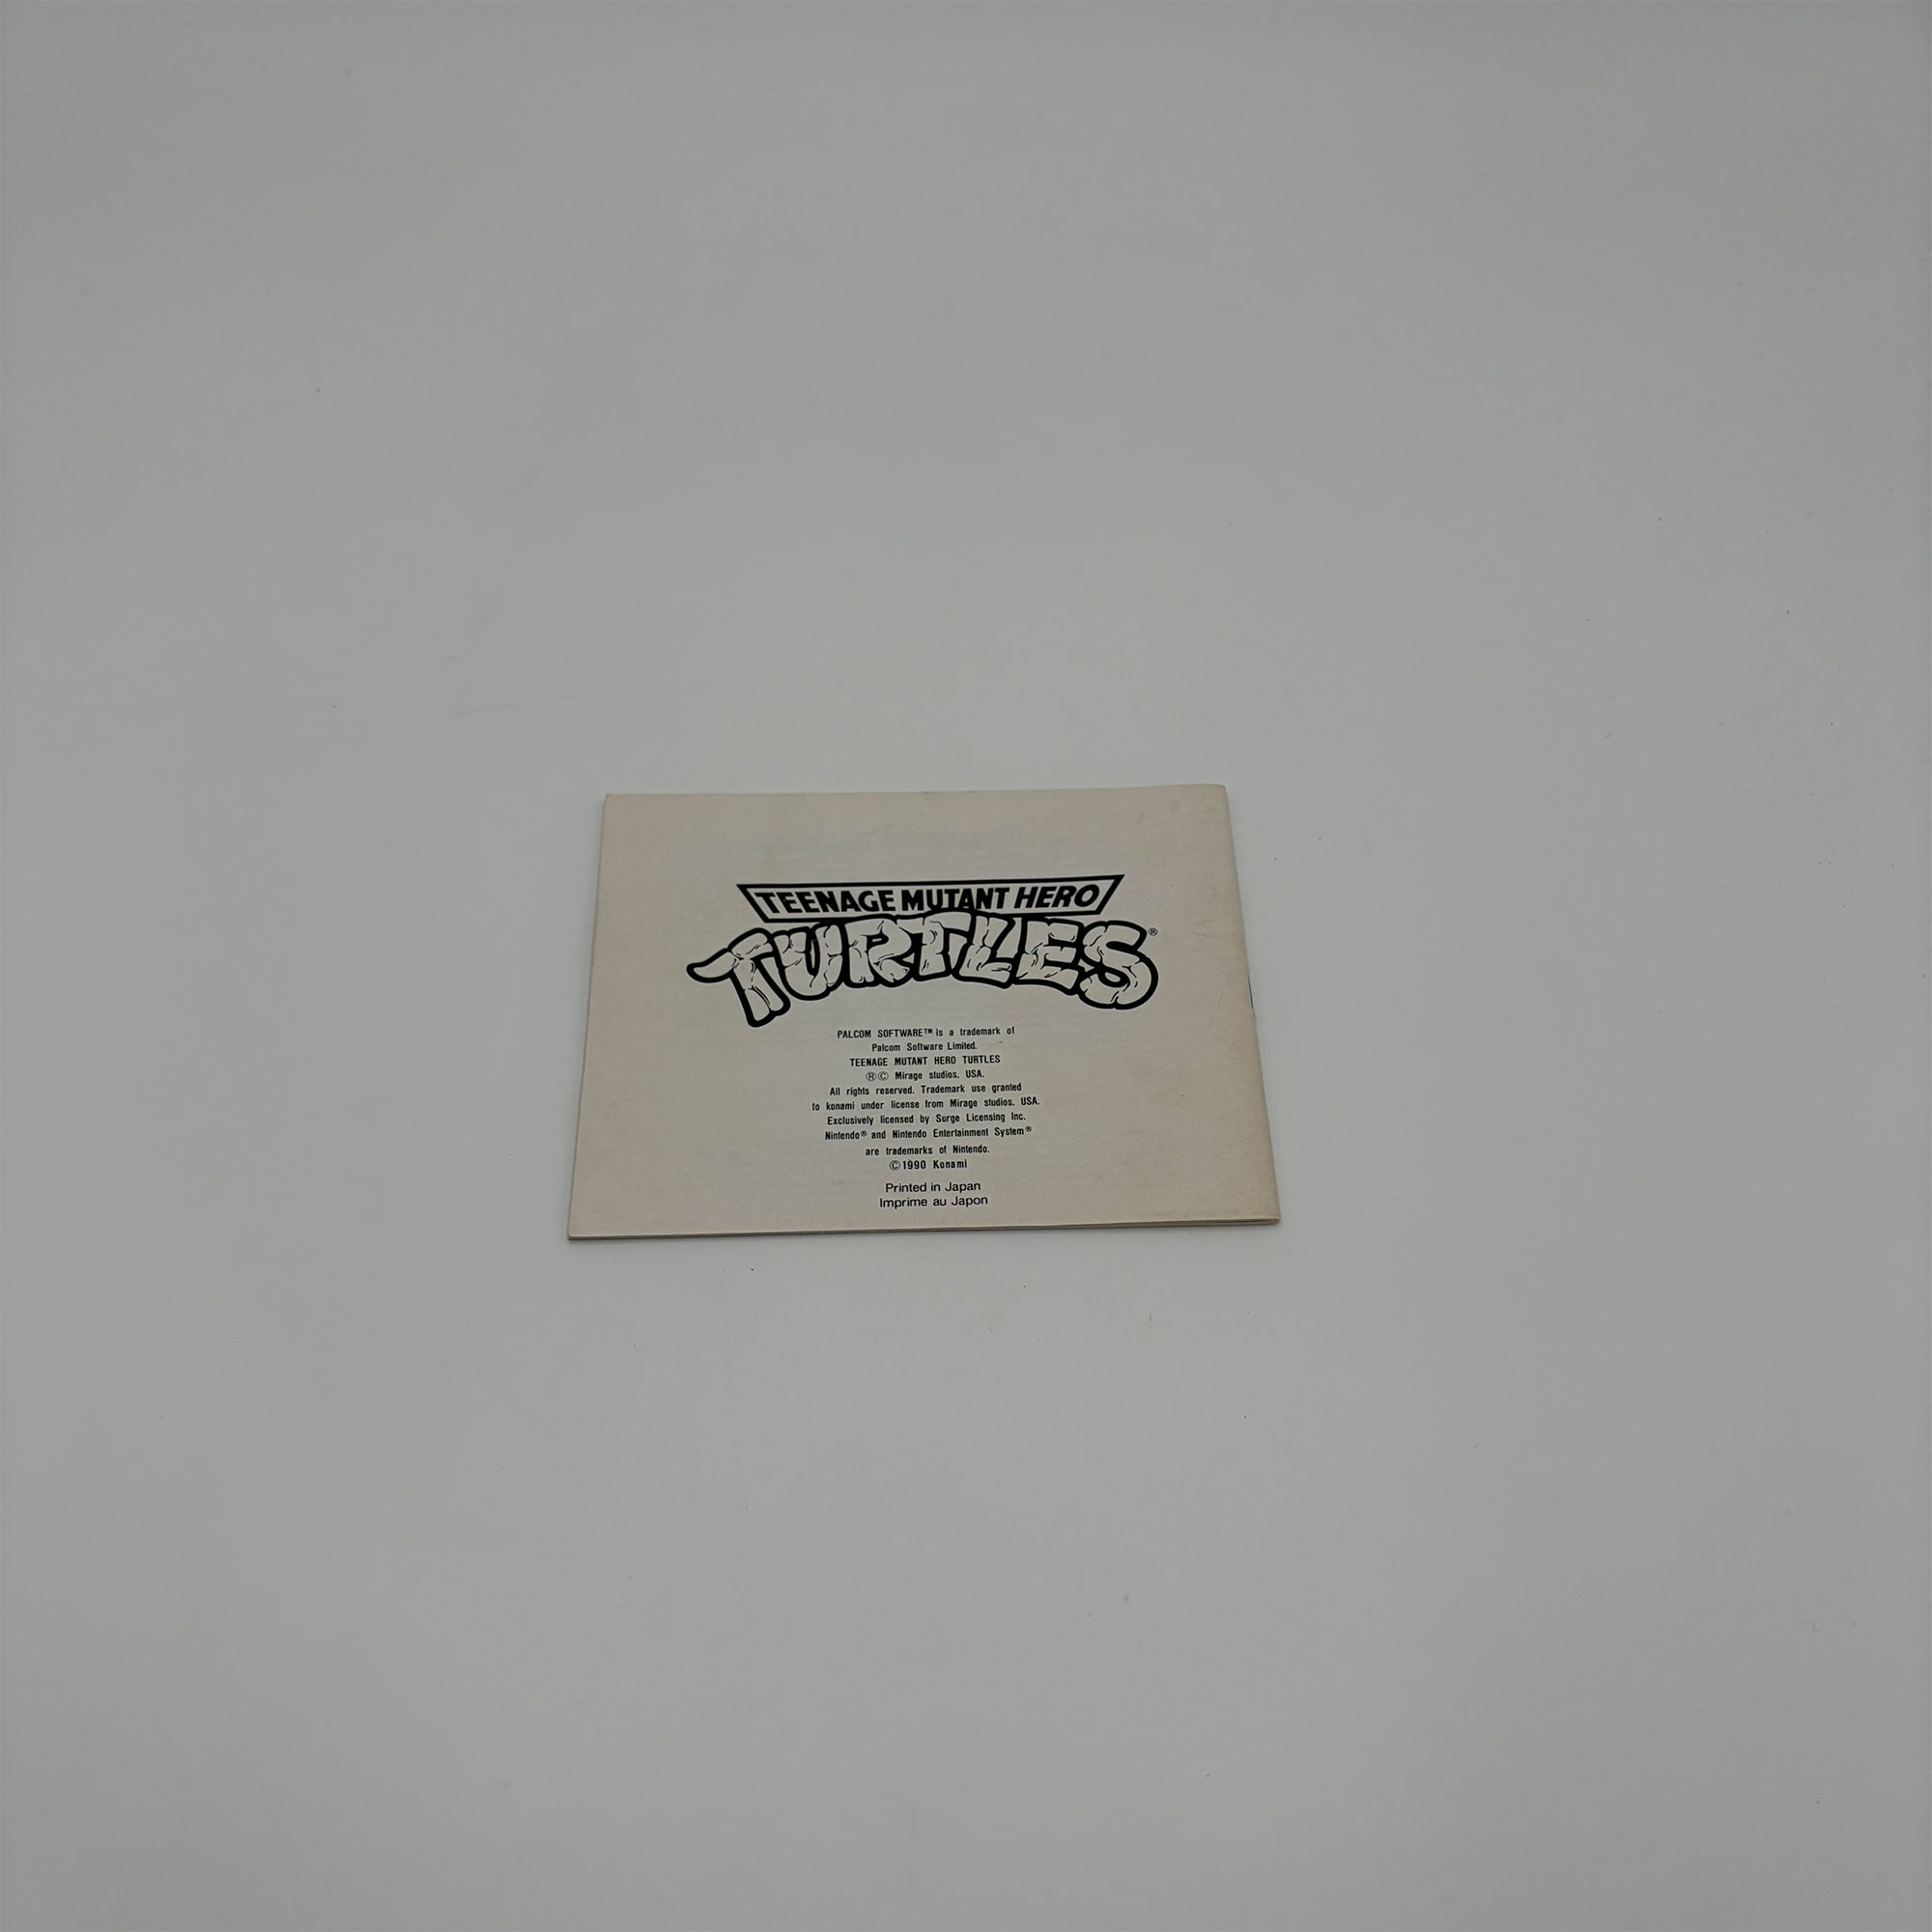 TEENAGE MUTANT HERO
TURTLES®
PALCOM SOFTWARE™ is a trademark of
Palcom Software Limited.
TEENAGE MUTANT HERO TURTLES
®© Mirage studios. USA.
All rights reserved. Trademark use granted
to konami under license from Mirage studios. USA.
Exclusively licensed by Surge Licensing Inc.
Nintendo® and Nintendo Entertainment System®
are trademarks of Nintendo.
©1990 Konami
Printed in Japan
Imprime au Japon